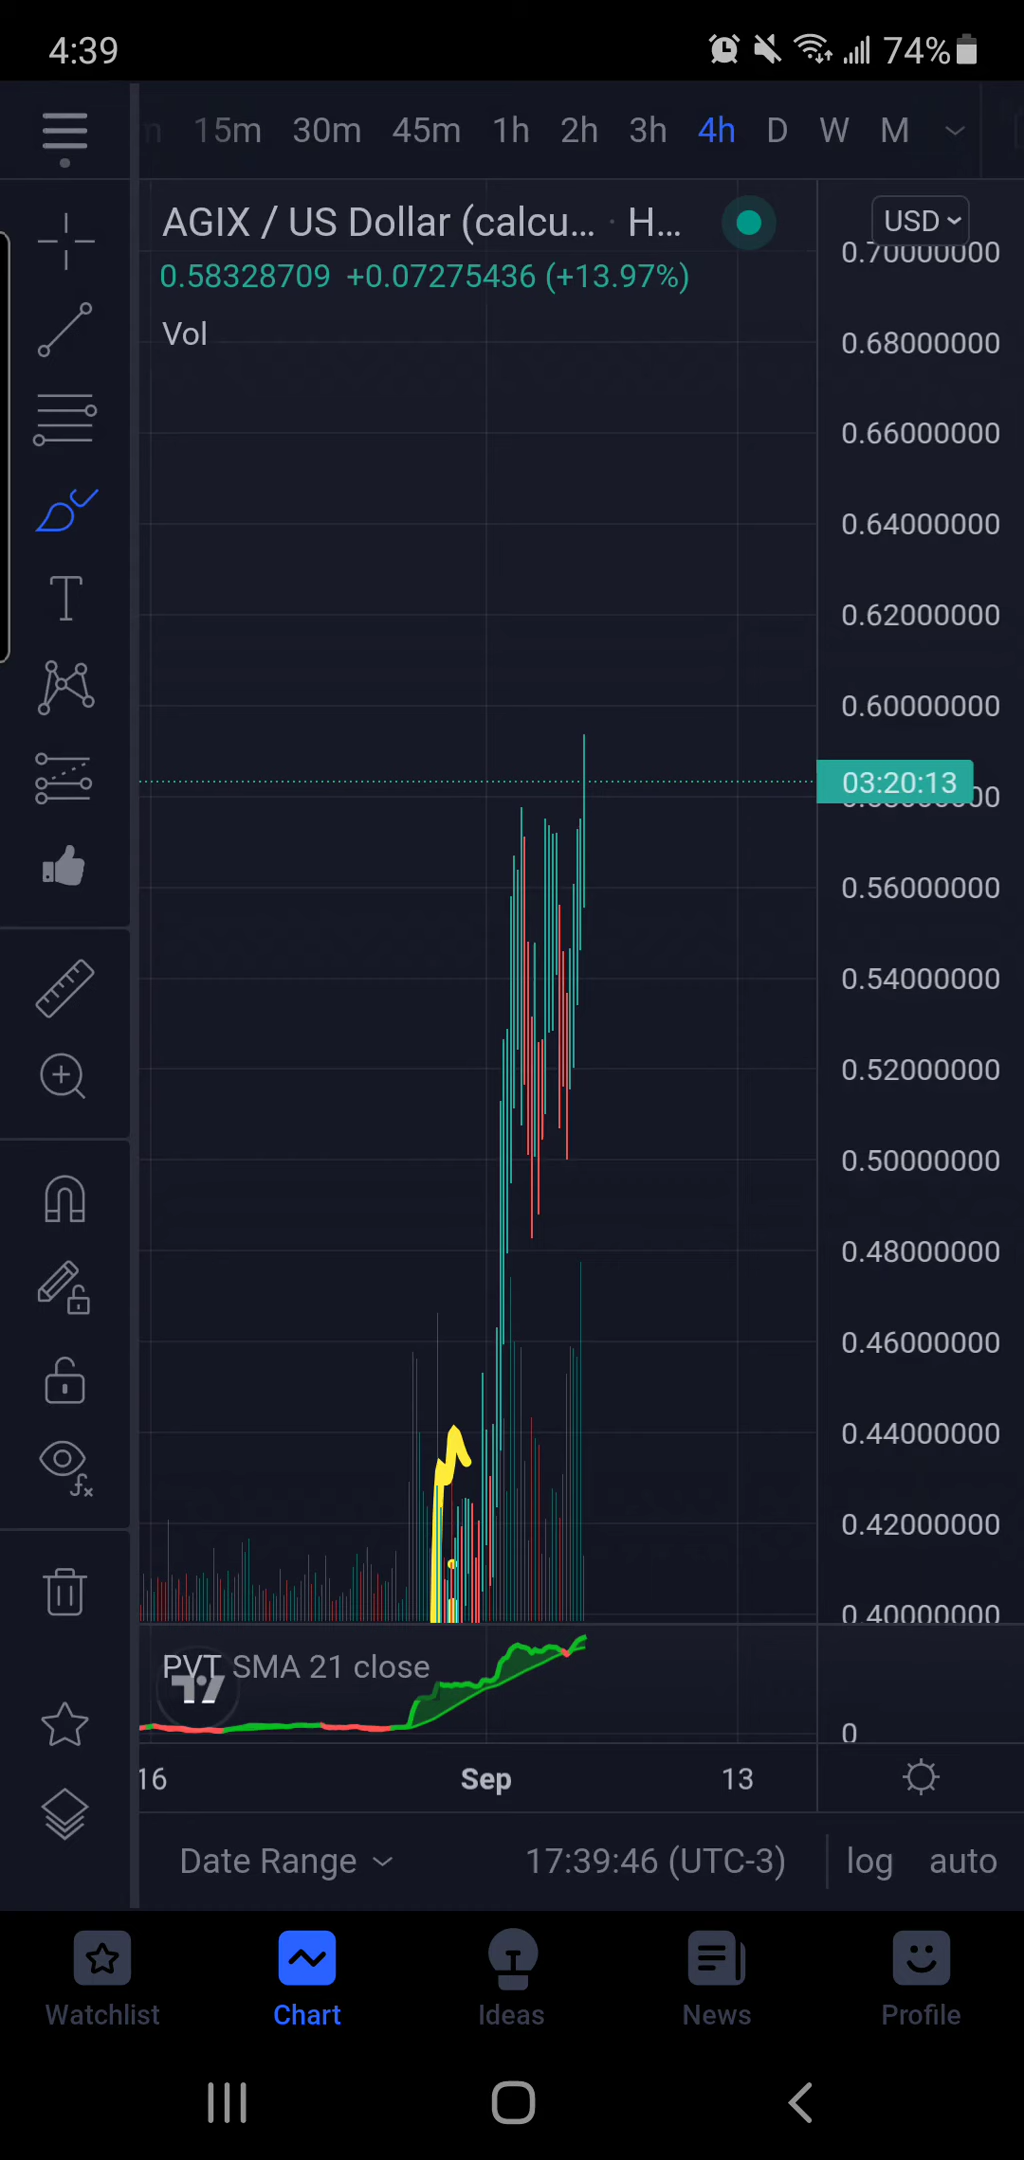 4:39 74%
15m 30m 45m 1h 2h 3h 4h D W M
AGIX / US Dollar (calcu... · H...
USD
0.58328709 +0.07275436 (+13.97%)
Vol
0.70000000
0.68000000
0.66000000
0.64000000
0.62000000
0.60000000
03:20:13
0.56000000
0.54000000
0.52000000
0.50000000
0.48000000
0.46000000
0.44000000
0.42000000
0.40000000
PVT SMA 21 close
0
16 Sep 13
Date Range 17:39:46 (UTC-3) log auto
Watchlist Chart Ideas News Profile